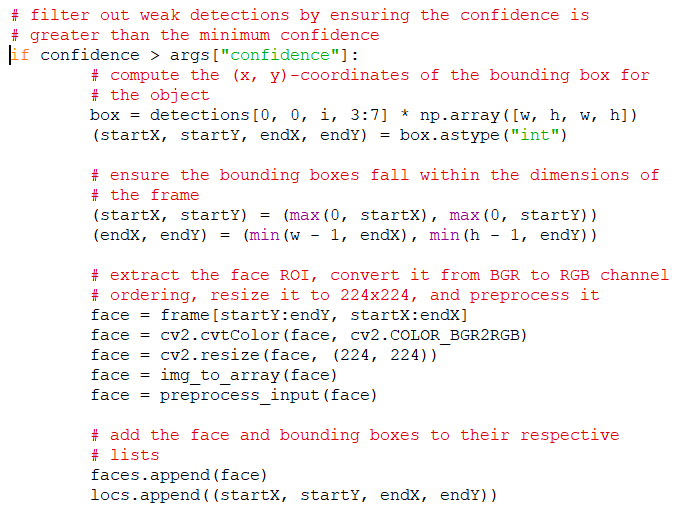 # filter out weak detections by ensuring the confidence is
# greater than the minimum confidence
if confidence > args["confidence"]:
# compute the (x, y)-coordinates of the bounding box for
# the object
box = detections[0, 0, i, 3:7] * np.array([w, h, w, h])
(startX, startY, endX, endY) = box.astype("int")
# ensure the bounding boxes fall within the dimensions of
# the frame
(startX, startY) = (max(0, startX), max(0, startY))
(endX, endY) = (min(w - 1, endX), min(h - 1, endY))
# extract the face ROI, convert it from BGR to RGB channel
# ordering, resize it to 224x224, and preprocess it
face = frame[startY:endY, startX:endX]
face = cv2.cvtColor(face, cv2.COLOR_BGR2RGB)
face = cv2.resize(face, (224, 224))
face = img_to_array(face)
face = preprocess_input(face)
# add the face and bounding boxes to their respective
# lists
faces.append(face)
locs.append((startX, startY, endX, endY))